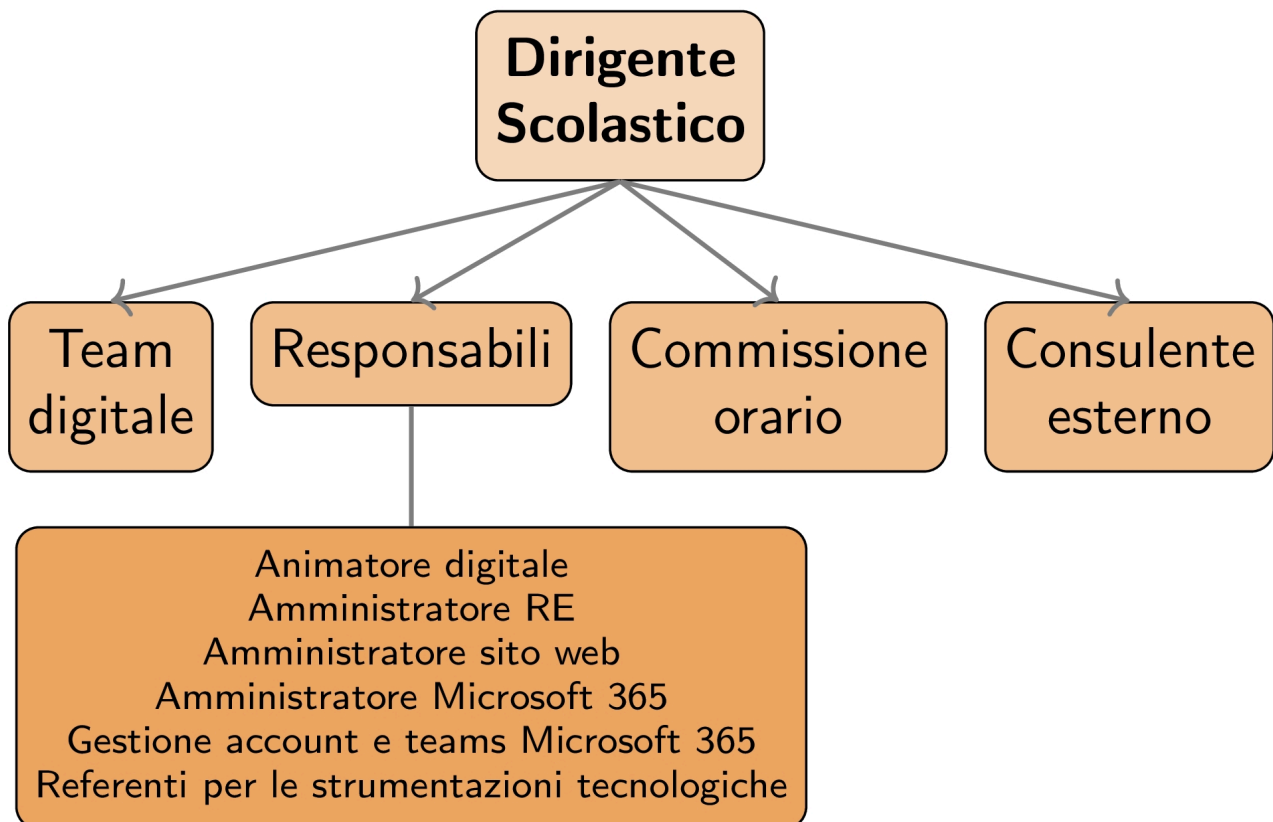 Dirigente
Scolastico
Team
digitale
Responsabili
Commissione
orario
Consulente
esterno
Animatore digitale
Amministratore RE
Amministratore sito web
Amministratore Microsoft 365
Gestione account e teams Microsoft 365
Referenti per le strumentazioni tecnologiche